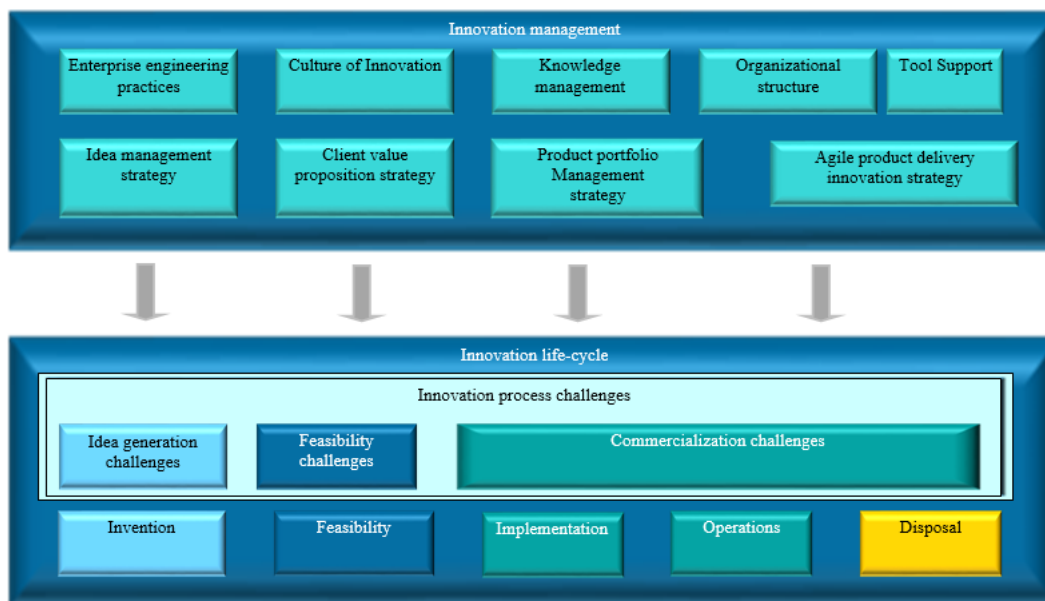 Innovation management
Enterprise engineering
practices
Culture of Innovation
Knowledge
management
Organizational
structure
Tool Support
Idea management
strategy
Client value
proposition strategy
Product portfolio
Management
strategy
Agile product delivery
innovation strategy
Innovation life-cycle
Innovation process challenges
Idea generation
challenges
Feasibility
challenges
Commercialization challenges
Invention
Feasibility
Implementation
Operations
Disposal